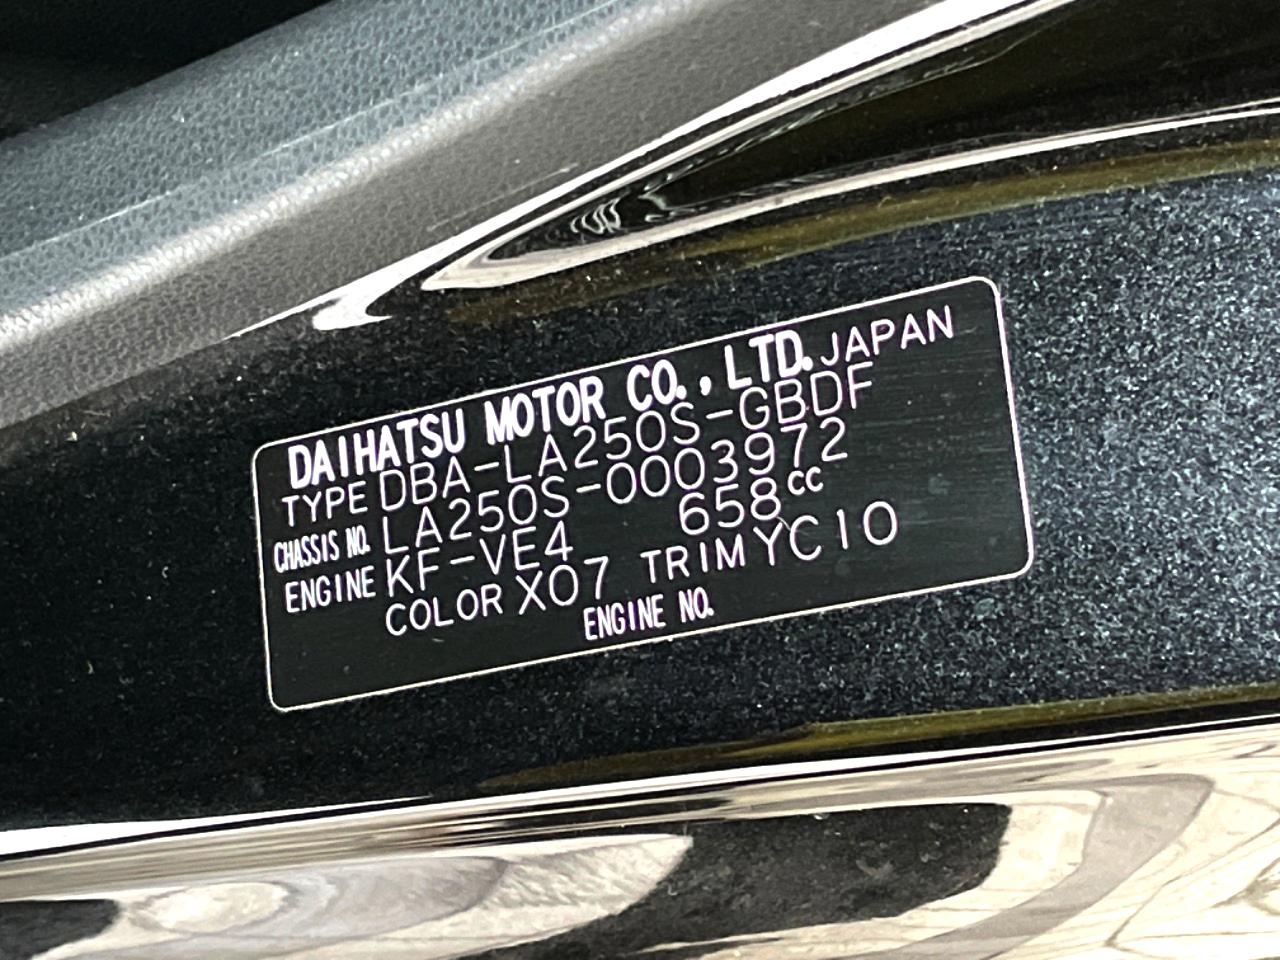 DAIHATSU MOTOR CO., LTD. JAPAN
TYPE DBA-LA250S-GBDF
CHASSIS NO. LA250S-0003972
ENGINE KF-VE4 658cc
COLOR X07 TRIM YC10
ENGINE NO.